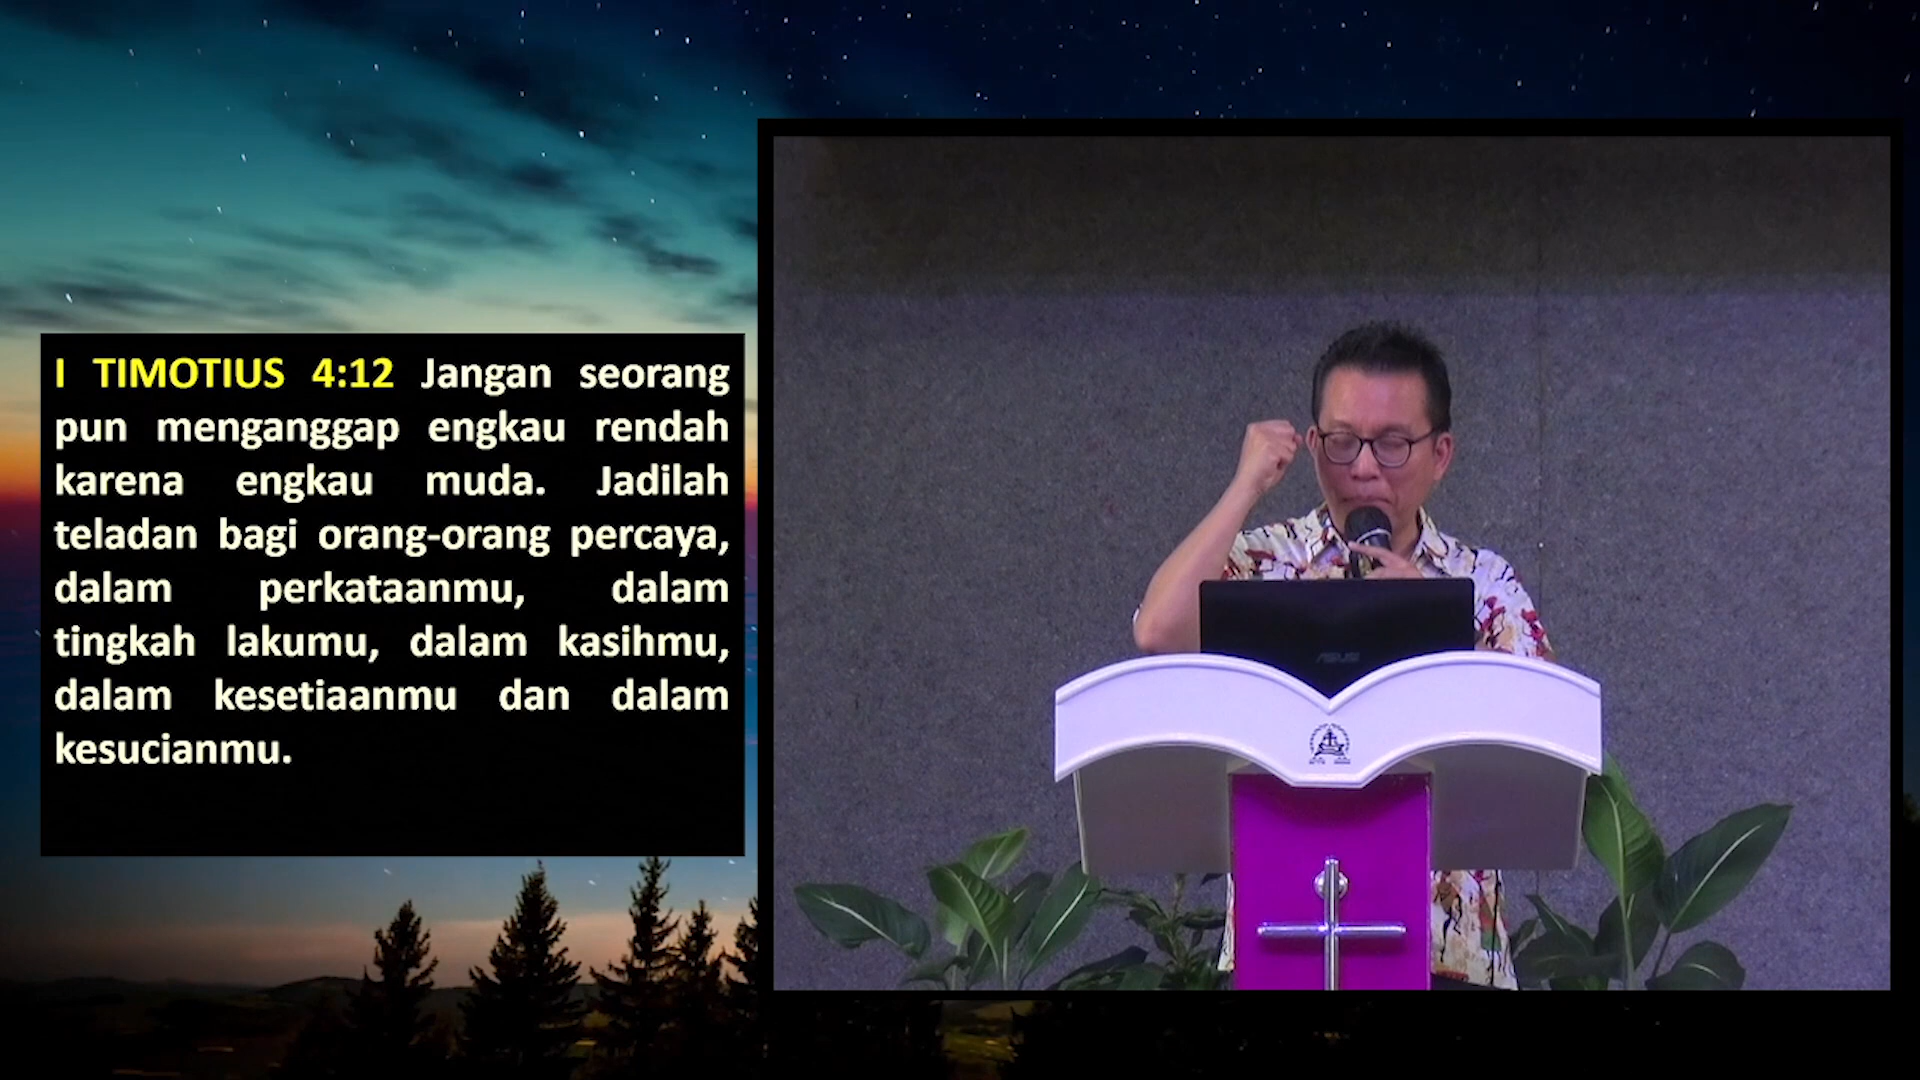 I TIMOTIUS 4:12 Jangan seorang
pun menganggap engkau rendah
karena engkau muda. Jadilah
teladan bagi orang-orang percaya,
dalam perkataanmu, dalam
tingkah lakumu, dalam kasihmu,
dalam kesetiaanmu dan dalam
kesucianmu.
ASUS